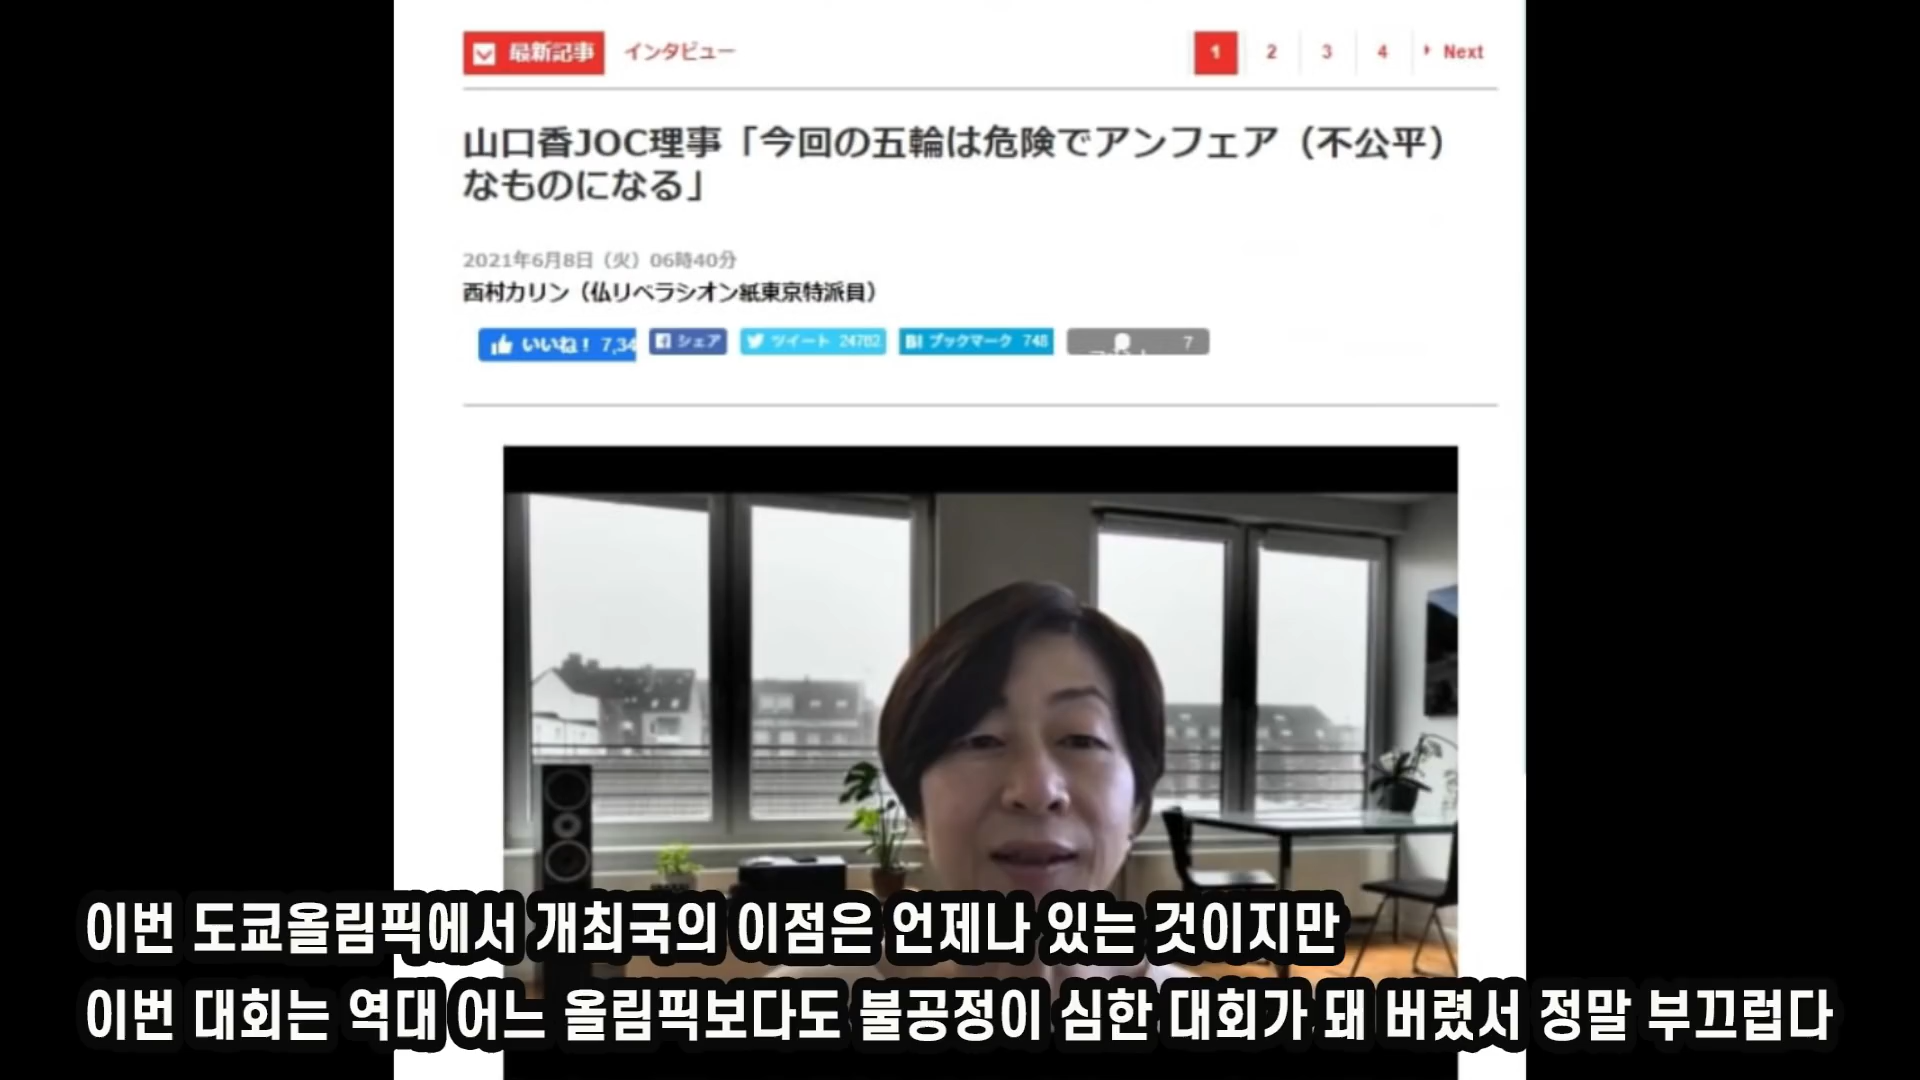 最新記事 インタビュー 1 2 3 4 Next
山口香JOC理事「今回の五輪は危険でアンフェア（不公平）
なものになる」
2021年6月8日（火）06時40分
西村カリン（仏リベラシオン紙東京特派員）
いいね！ 7,34 シェア ツイート 24782 B! ブックマーク 748 7
이번 도쿄올림픽에서 개최국의 이점은 언제나 있는 것이지만
이번 대회는 역대 어느 올림픽보다도 불공정이 심한 대회가 돼 버렸서 정말 부끄럽다